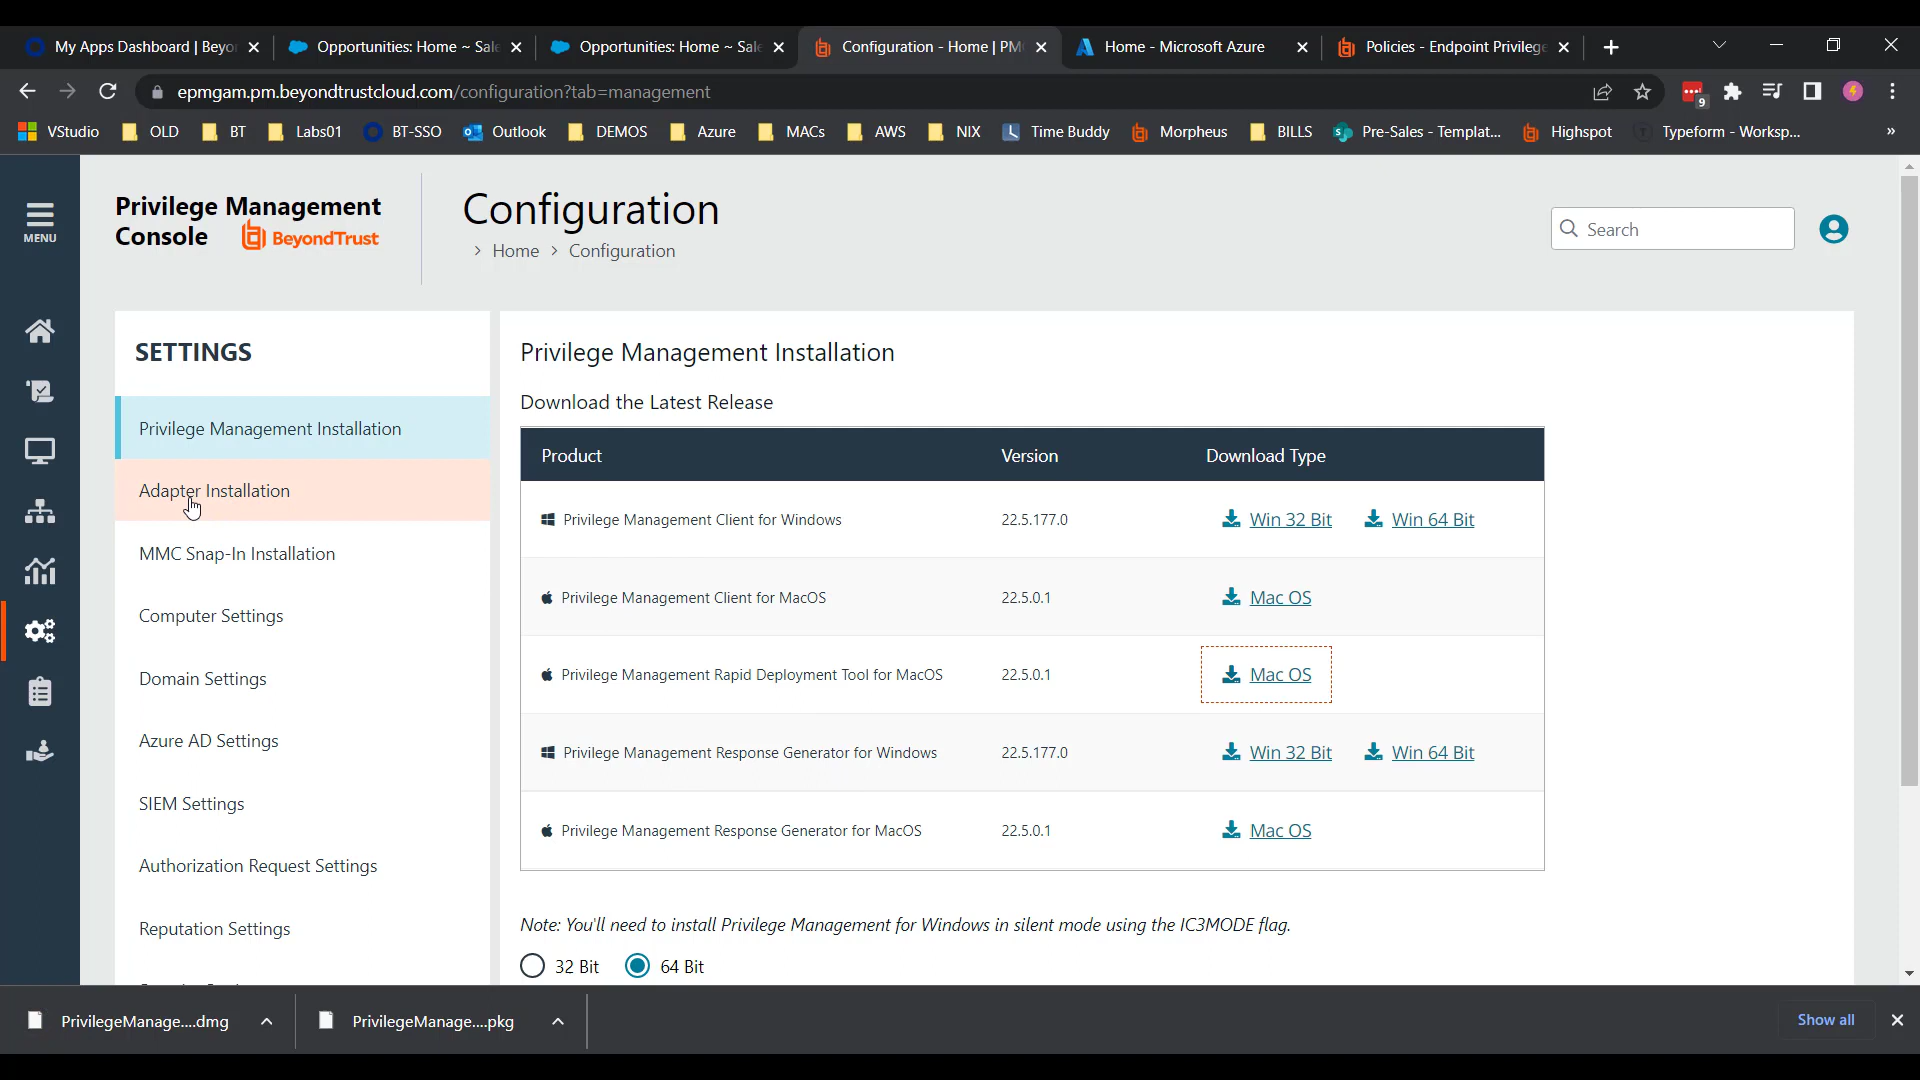 My Apps Dashboard | Beyo
Opportunities: Home ~ Sale
Opportunities: Home ~ Sale
Configuration - Home | PM
Home - Microsoft Azure
Policies - Endpoint Privilege
epmgam.pm.beyondtrustcloud.com/configuration?tab=management
9
VStudio
OLD
BT
Labs01
BT-SSO
Outlook
DEMOS
Azure
MACs
AWS
NIX
Time Buddy
Morpheus
BILLS
Pre-Sales - Templat...
Highspot
Typeform - Worksp...
»
MENU
Privilege Management
Console
BeyondTrust
Configuration
> Home > Configuration
Search
SETTINGS
Privilege Management Installation
Adapter Installation
MMC Snap-In Installation
Computer Settings
Domain Settings
Azure AD Settings
SIEM Settings
Authorization Request Settings
Reputation Settings
Privilege Management Installation
Download the Latest Release
Product Version Download Type
Privilege Management Client for Windows 22.5.177.0 Win 32 Bit Win 64 Bit
Privilege Management Client for MacOS 22.5.0.1 Mac OS
Privilege Management Rapid Deployment Tool for MacOS 22.5.0.1 Mac OS
Privilege Management Response Generator for Windows 22.5.177.0 Win 32 Bit Win 64 Bit
Privilege Management Response Generator for MacOS 22.5.0.1 Mac OS
Note: You'll need to install Privilege Management for Windows in silent mode using the IC3MODE flag.
32 Bit 64 Bit
PrivilegeManage....dmg
PrivilegeManage....pkg
Show all